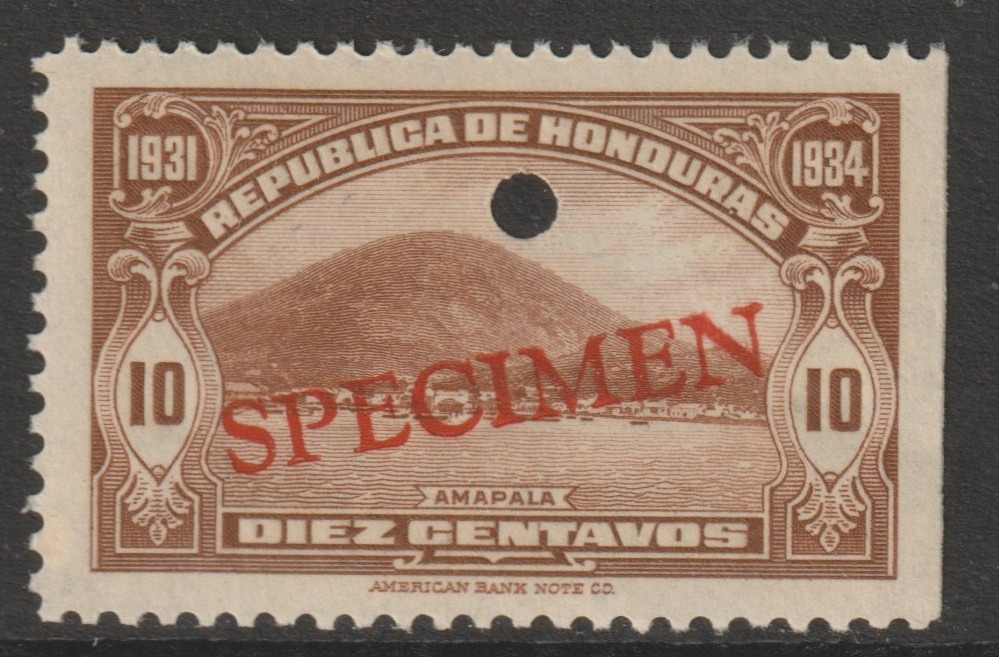 1931
REPUBLICA DE HONDURAS
1934
10
10
SPECIMEN
AMAPALA
DIEZ CENTAVOS
AMERICAN BANK NOTE CO.